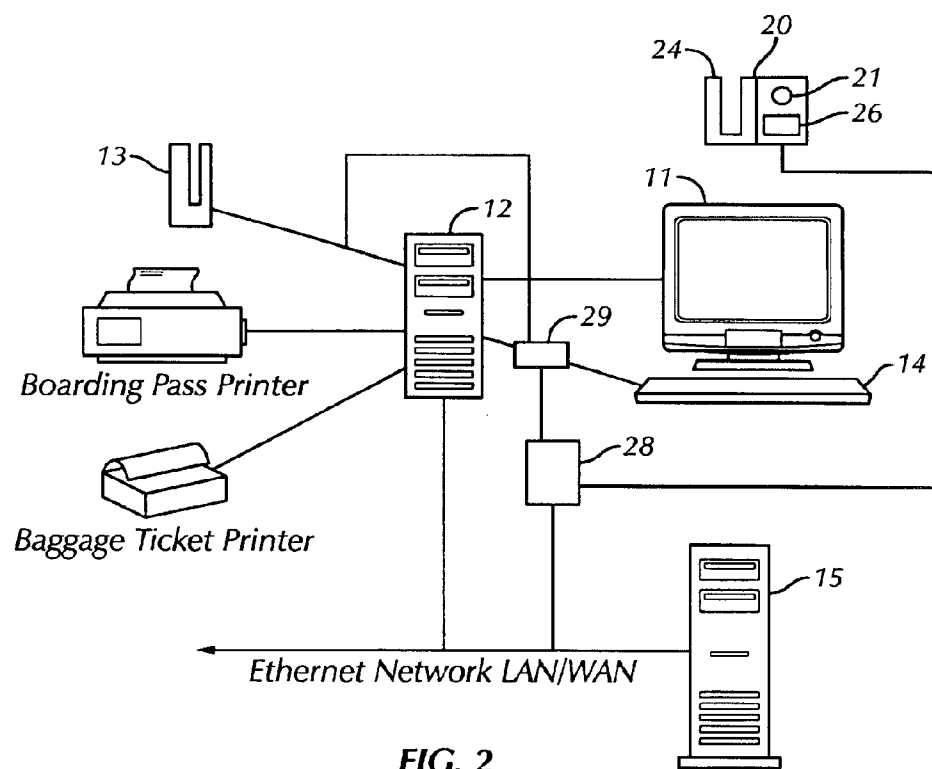 20
24
21
26
13
11
12
29
Boarding Pass Printer
14
28
Baggage Ticket Printer
15
Ethernet Network LAN/WAN
FIG. 2